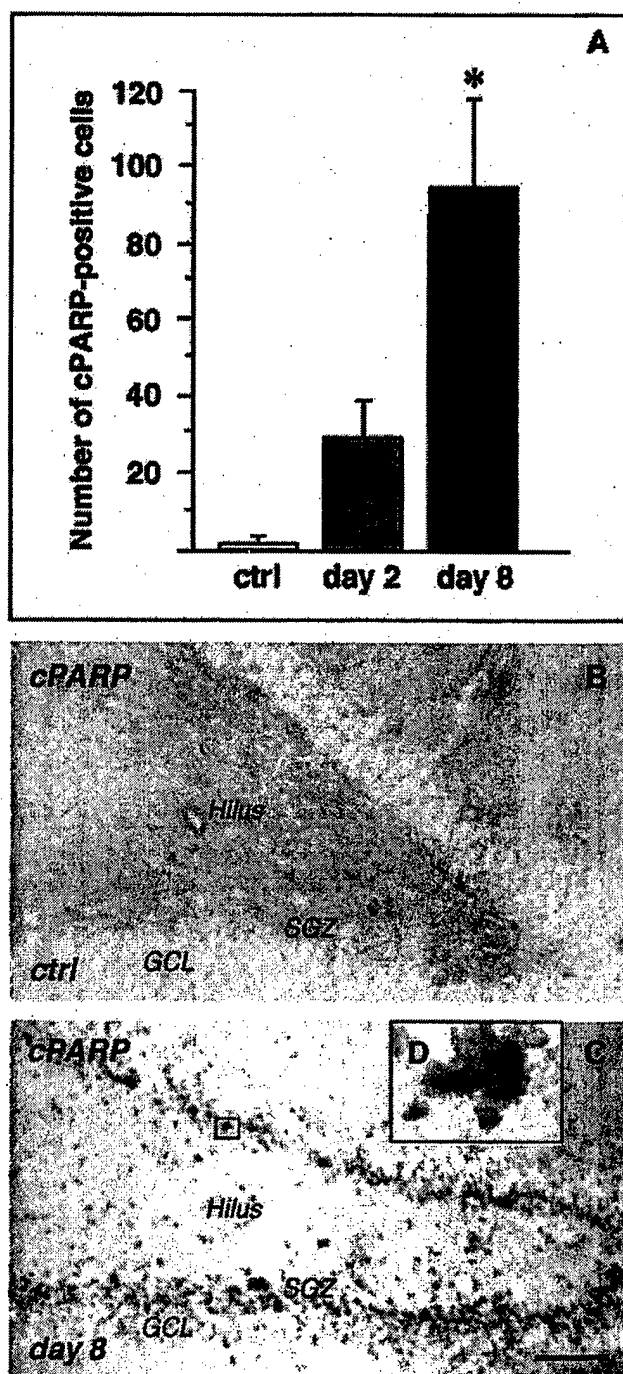 A
Number of cPARP-positive cells
120
100
80
60
40
20
*
ctrl day 2 day 8
cPARP B
Hilus
SGZ
GCL
ctrl
cPARP D C
Hilus
SGZ
GCL
day 8